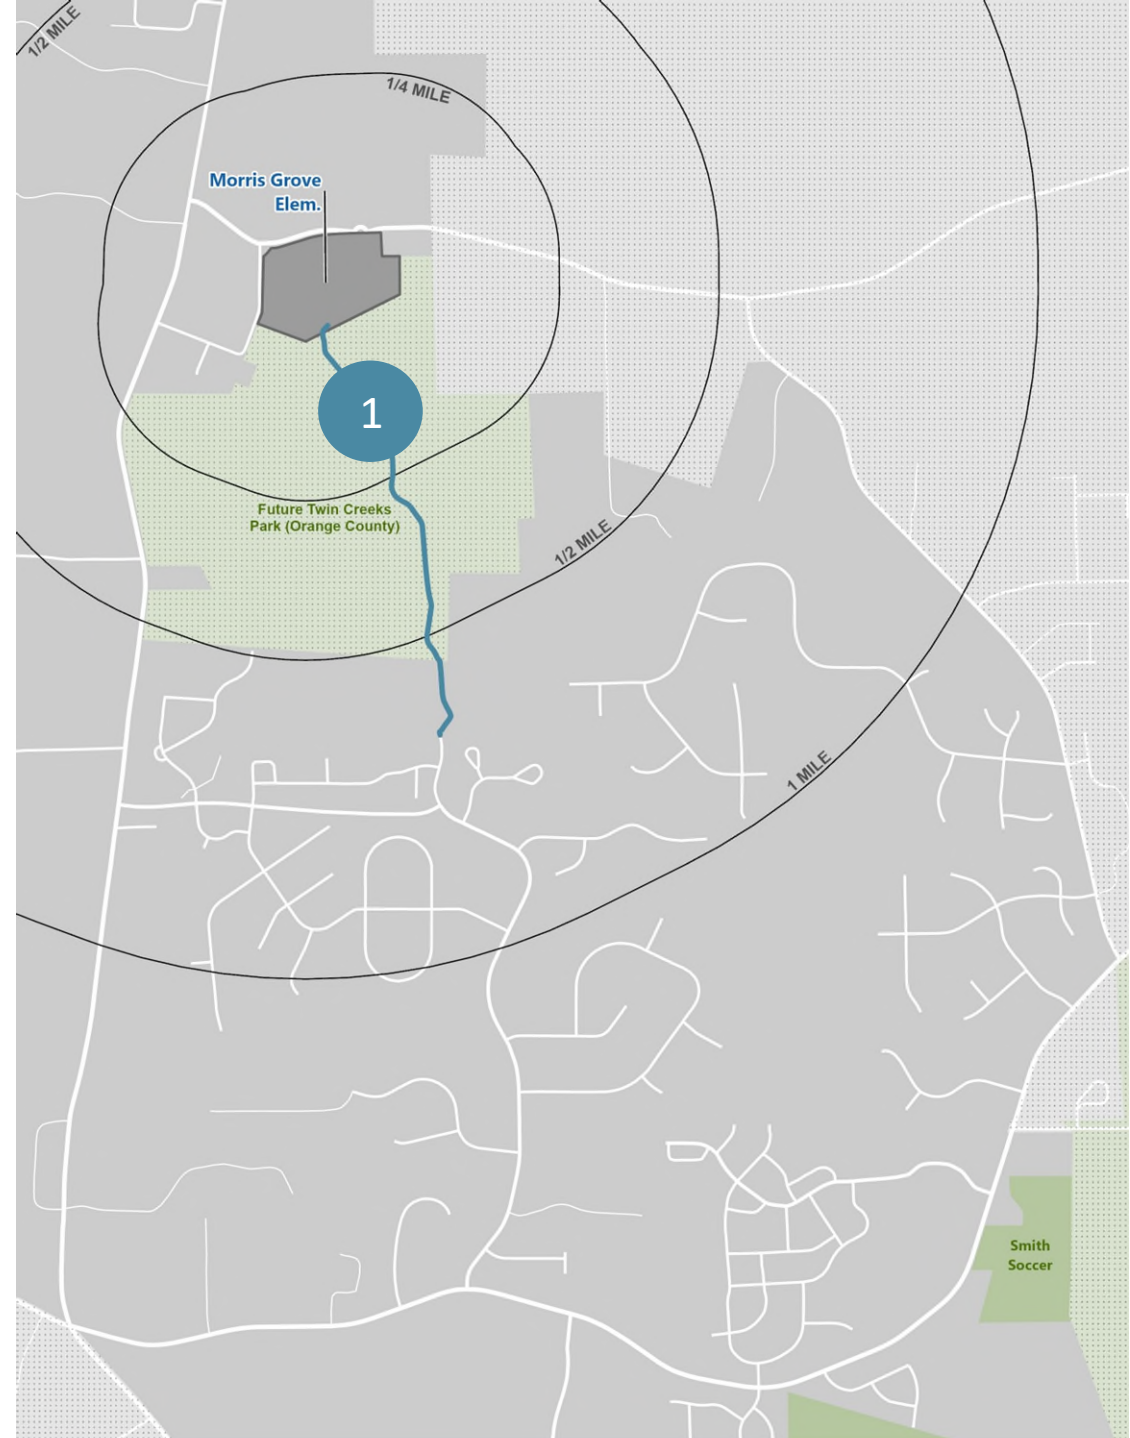 1/2 MILE
1/4 MILE
Morris Grove
Elem.
1
Future Twin Creeks
Park (Orange County)
1/2 MILE
1 MILE
Smith
Soccer